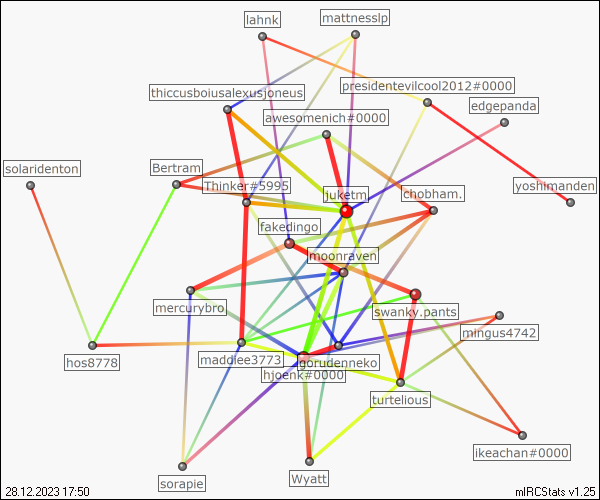 lahnk
mattnesslp
thiccusboiusalexusjoneus
presidentevilcool2012#0000
edgepanda
awesomenich#0000
solaridenton
Bertram
Thinker#5995
juketm
chobham.
yoshimanden
fakedingo
moonraven
mercurybro
swanky.pants
mingus4742
hos8778
maddlee3773
gorudenneko
hjoenk#0000
turtelious
ikeachan#0000
sorapie
Wyatt
28.12.2023 17:50
mIRCStats v1.25